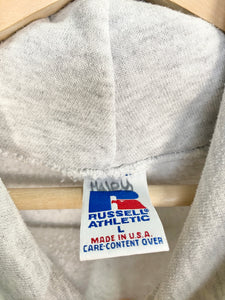 RUSSELL®
ATHLETIC
L
MADE IN U.S.A.
CARE-CONTENT OVER